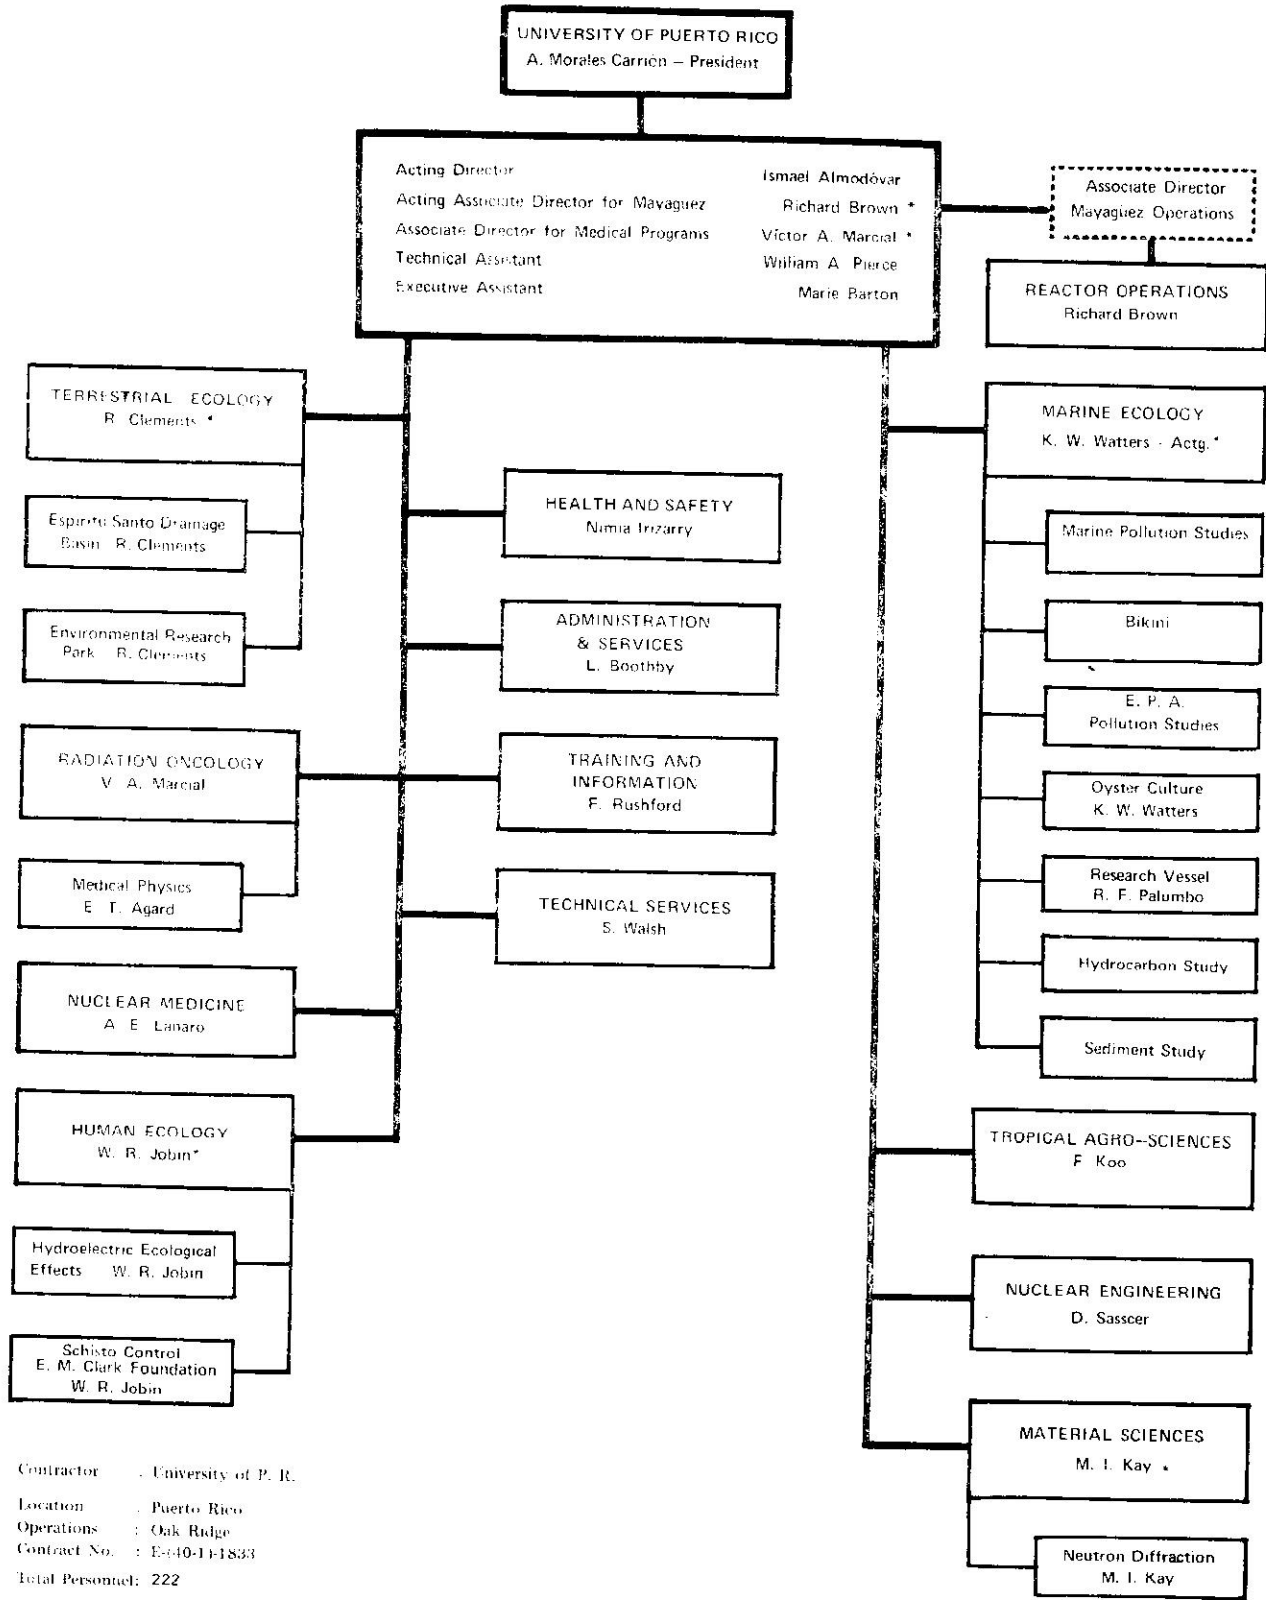 UNIVERSITY OF PUERTO RICO
A. Morales Carrión — President
Acting Director Ismael Almodóvar
Acting Associate Director for Mayaguez Richard Brown *
Associate Director for Medical Programs Víctor A. Marcial *
Technical Assistant William A. Pierce
Executive Assistant Marie Barton
Associate Director
Mayaguez Operations
REACTOR OPERATIONS
Richard Brown
TERRESTRIAL ECOLOGY
R. Clements *
Espiritu Santo Drainage
Basin R. Clements
Environmental Research
Park R. Clements
RADIATION ONCOLOGY
V. A. Marcial
Medical Physics
E. T. Agard
NUCLEAR MEDICINE
A. E. Lanaro
HUMAN ECOLOGY
W. R. Jobin*
Hydroelectric Ecological
Effects W. R. Jobin
Schisto Control
E. M. Clark Foundation
W. R. Jobin
HEALTH AND SAFETY
Nimia Irizarry
ADMINISTRATION
& SERVICES
L. Boothby
TRAINING AND
INFORMATION
F. Rushford
TECHNICAL SERVICES
S. Walsh
MARINE ECOLOGY
K. W. Watters - Actg.*
Marine Pollution Studies
Bikini
E. P. A.
Pollution Studies
Oyster Culture
K. W. Watters
Research Vessel
R. F. Palumbo
Hydrocarbon Study
Sediment Study
TROPICAL AGRO--SCIENCES
F. Koo
NUCLEAR ENGINEERING
D. Sasscer
MATERIAL SCIENCES
M. I. Kay *
Neutron Diffraction
M. I. Kay
Contractor : University of P. R.
Location : Puerto Rico
Operations : Oak Ridge
Contract No. : E-(40-1)-1833
Total Personnel: 222